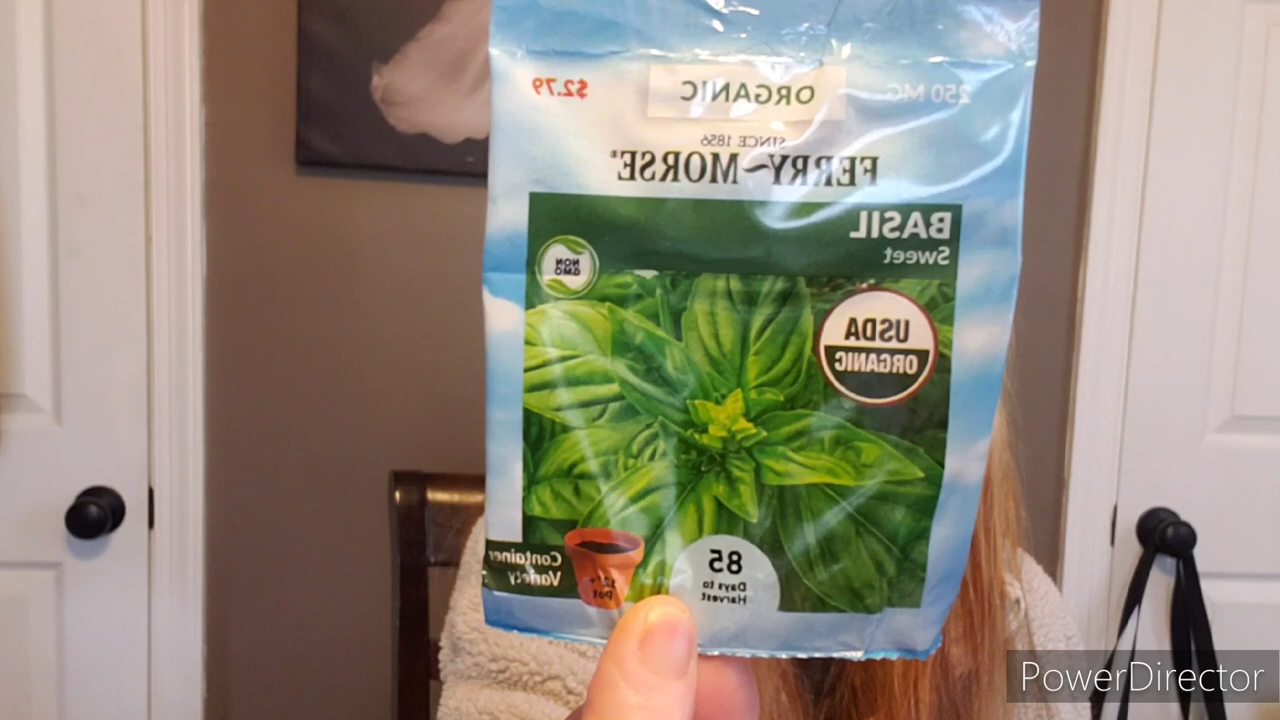 250 MG
ORGANIC
$2.79
SINCE 1856
FERRY-MORSE®
BASIL
Sweet
NON
GMO
USDA
ORGANIC
85
Days to
Harvest
Container
Variety
Pot
PowerDirector